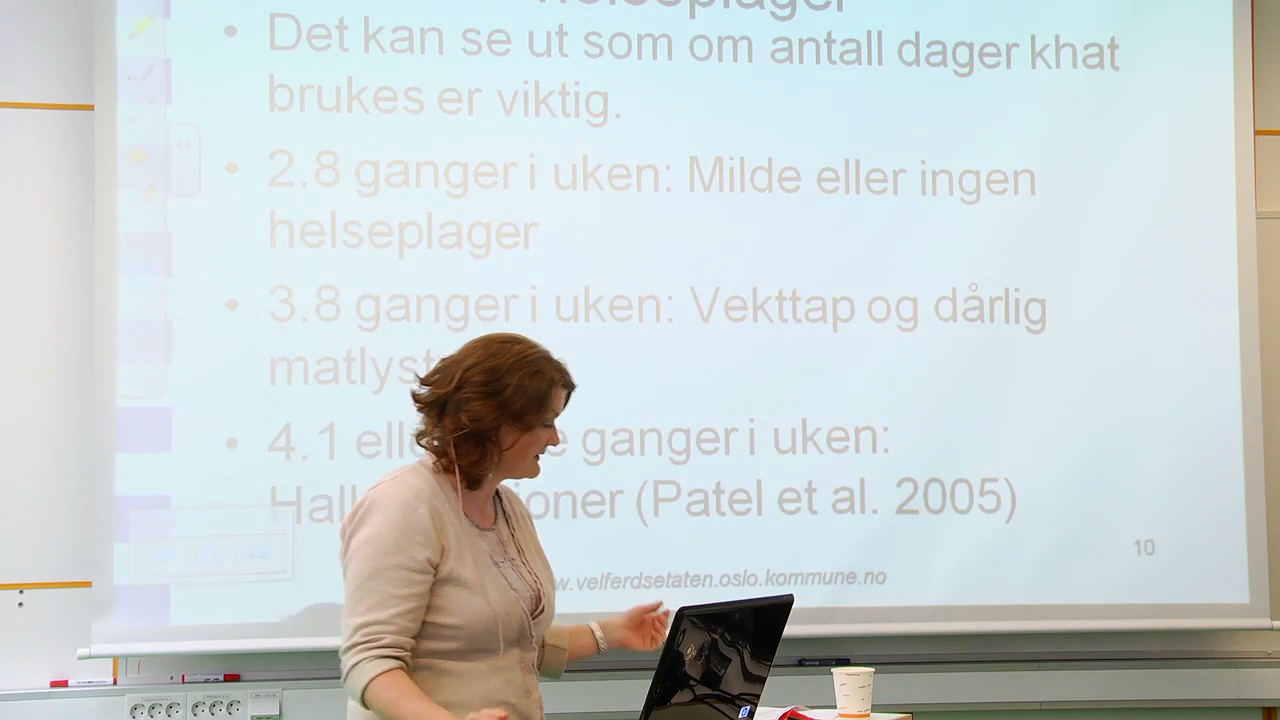 helseplager
• Det kan se ut som om antall dager khat
brukes er viktig.
• 2.8 ganger i uken: Milde eller ingen
helseplager
• 3.8 ganger i uken: Vekttap og dårlig
matlyst
• 4.1 ganger i uken:
(Patel et al. 2005)
10
w.velferdsetaten.oslo.kommune.no